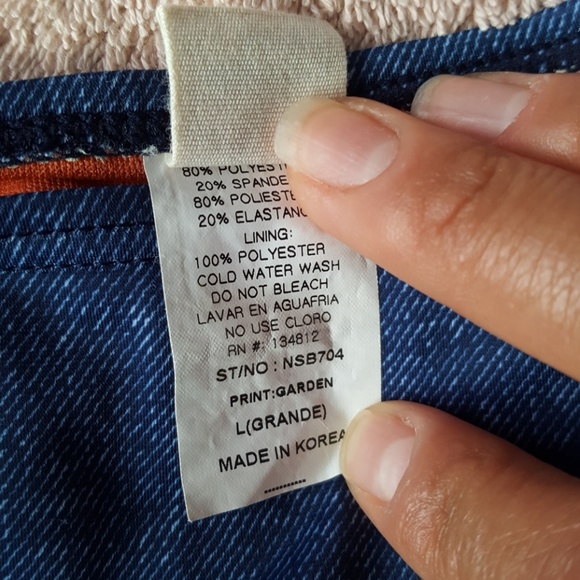 80%
20%
80%
20%
LINING:
100% POLYESTER
COLD WATER WASH
DO NOT BLEACH
LAVAR EN AGUAFRIA
NO USE CLORO
RN #: 134812
ST/NO : NSB704
PRINT:GARDEN
L(GRANDE)
MADE IN KOREA